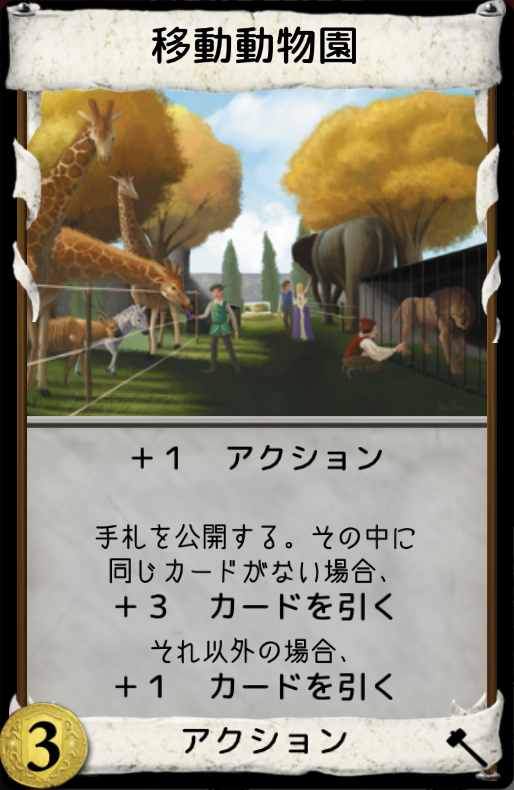 移動動物園
＋１　アクション
手札を公開する。その中に
同じカードがない場合、
＋３　カードを引く
それ以外の場合、
＋１　カードを引く
3
アクション